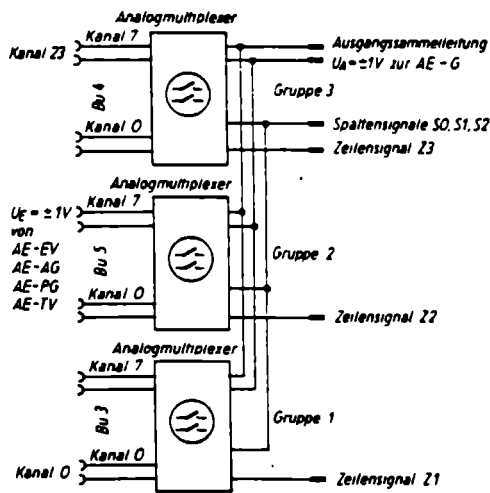 Analogmultiplexer
Kanal 7
Kanal 23
Bu 4
Kanal 0
Ausgangssammelleitung
UA = ±1V zur AE-G
Gruppe 3
Spaltensignale S0, S1, S2
Zeilensignal Z3
Analogmultiplexer
Kanal 7
UE = ±1V
von
AE-EV
AE-AG
AE-PG
AE-TV
Bu 5
Kanal 0
Gruppe 2
Zeilensignal Z2
Analogmultiplexer
Kanal 7
Bu 3
Kanal 0
Kanal 0
Gruppe 1
Zeilensignal Z1